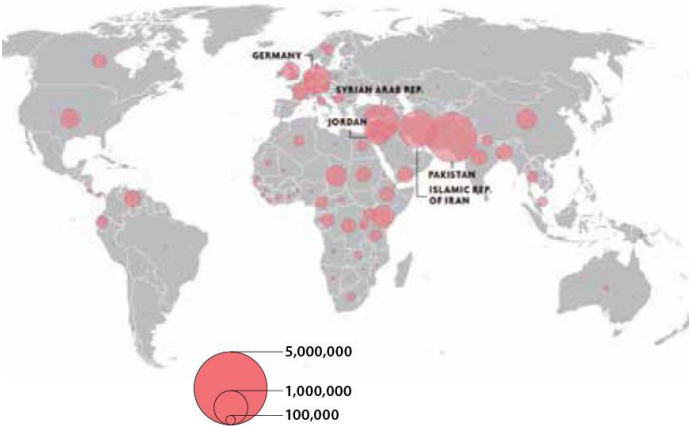 GERMANY
SYRIAN ARAB REP.
JORDAN
PAKISTAN
ISLAMIC REP.
OF IRAN
5,000,000
1,000,000
100,000